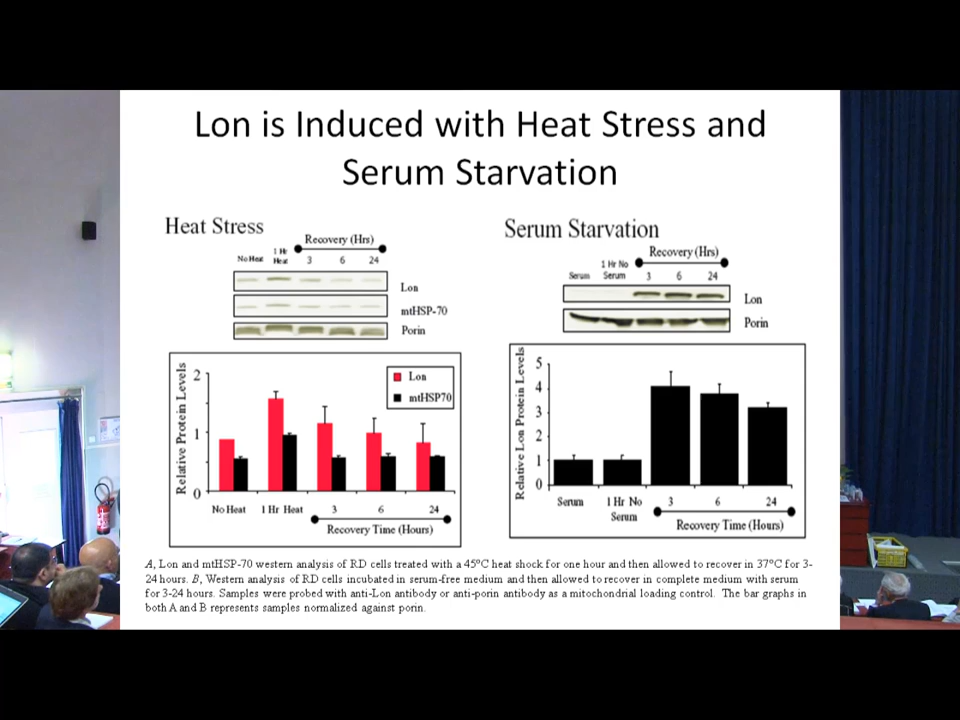 Lon is Induced with Heat Stress and
Serum Starvation
Heat Stress
No Heat
1 Hr
Heat
Recovery (Hrs)
3 6 24
Lon
mtHSP-70
Porin
Relative Protein Levels
2
1
0
Lon
mtHSP70
No Heat 1 Hr Heat 3 6 24
Recovery Time (Hours)
Serum Starvation
Serum
1 Hr No
Serum
Recovery (Hrs)
3 6 24
Lon
Porin
Relative Lon Protein Levels
5
4
3
2
1
0
Serum
1 Hr No
Serum
3 6 24
Recovery Time (Hours)
A, Lon and mtHSP-70 western analysis of RD cells treated with a 45°C heat shock for one hour and then allowed to recover in 37°C for 3-
24 hours. B, Western analysis of RD cells incubated in serum-free medium and then allowed to recover in complete medium with serum
for 3-24 hours. Samples were probed with anti-Lon antibody or anti-porin antibody as a mitochondrial loading control. The bar graphs in
both A and B represents samples normalized against porin.